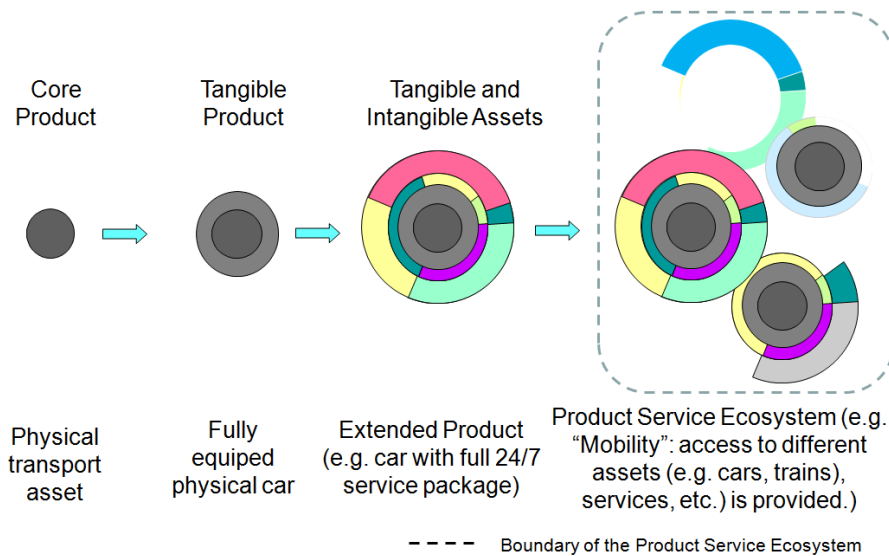 Core
Product
Tangible
Product
Tangible and
Intangible Assets
Physical
transport
asset
Fully
equiped
physical car
Extended Product
(e.g. car with full 24/7
service package)
Product Service Ecosystem (e.g.
“Mobility”: access to different
assets (e.g. cars, trains),
services, etc.) is provided.)
Boundary of the Product Service Ecosystem